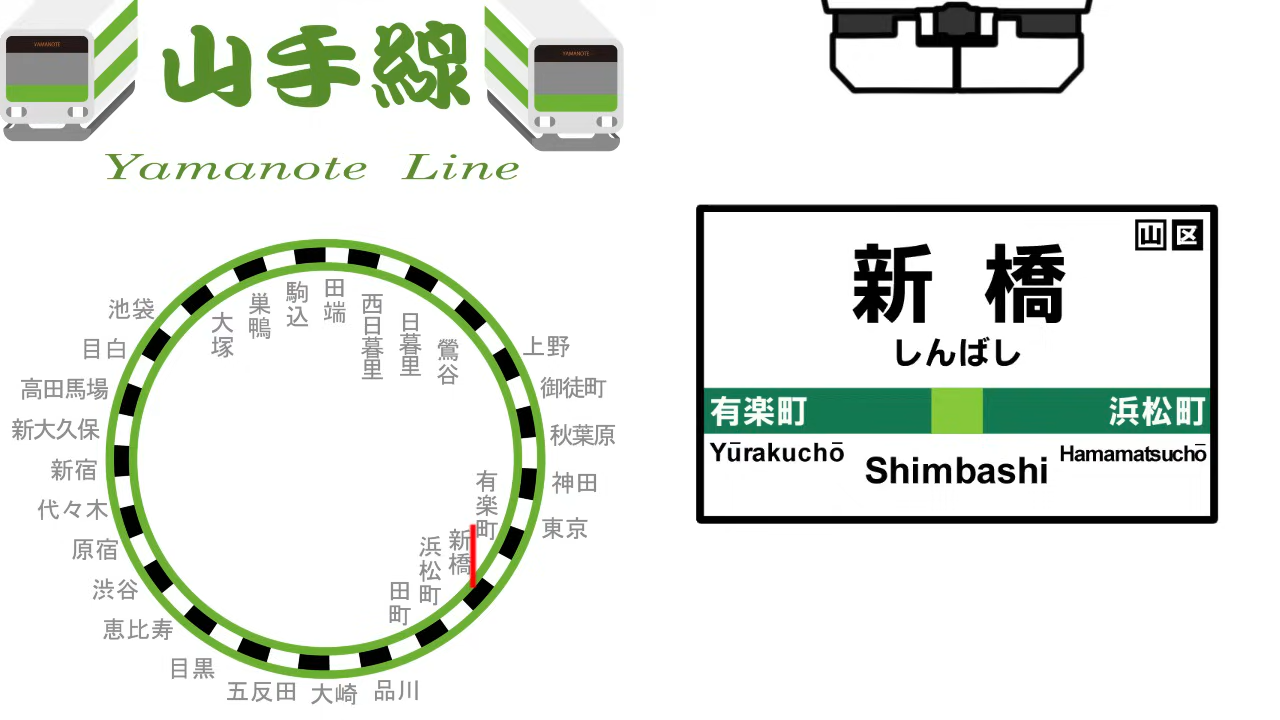 YAMANOTE
山手線
YAMANOTE
Yamanote Line
池袋
目白
高田馬場
新大久保
新宿
代々木
原宿
渋谷
恵比寿
目黒
五反田
大崎
品川
田町
浜松町
新橋
有楽町
東京
神田
秋葉原
御徒町
上野
鶯谷
日暮里
西日暮里
田端
駒込
巣鴨
大塚
山区
新橋
しんばし
有楽町 浜松町
Yūrakuchō Shimbashi Hamamatsuchō